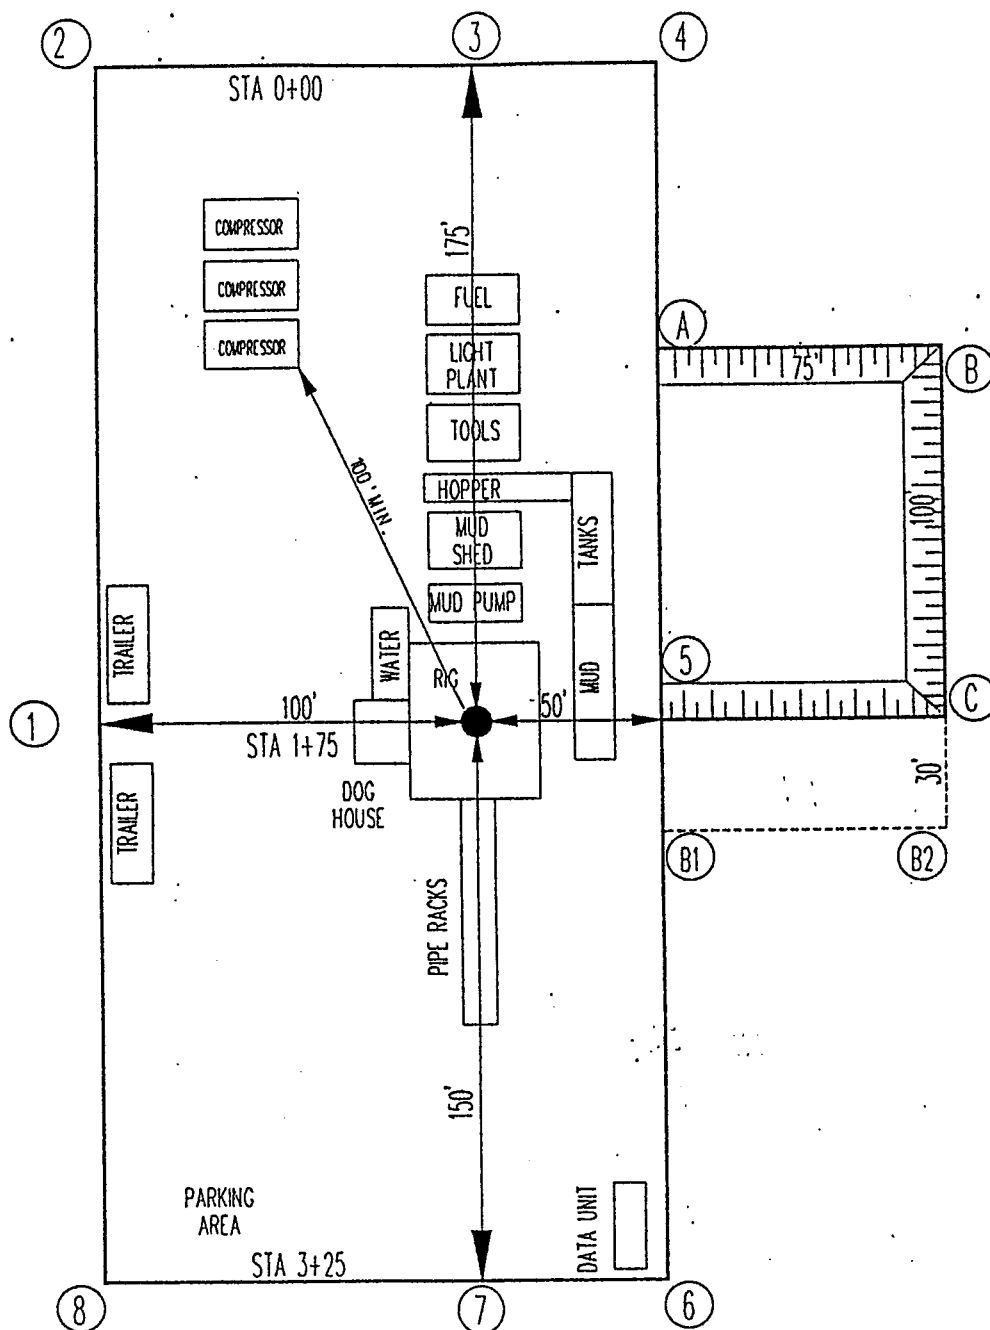 2
3
4
STA 0+00
175'
COMPRESSOR
COMPRESSOR
COMPRESSOR
FUEL
LIGHT
PLANT
TOOLS
HOPPER
MUD
SHED
MUD PUMP
TANKS
MUD
A
75'
B
100'
5
C
100' MIN.
TRAILER
WATER
RIG
1
100'
50'
STA 1+75
DOG
HOUSE
TRAILER
30'
B1
B2
PIPE RACKS
150'
PARKING
AREA
DATA UNIT
STA 3+25
8
7
6